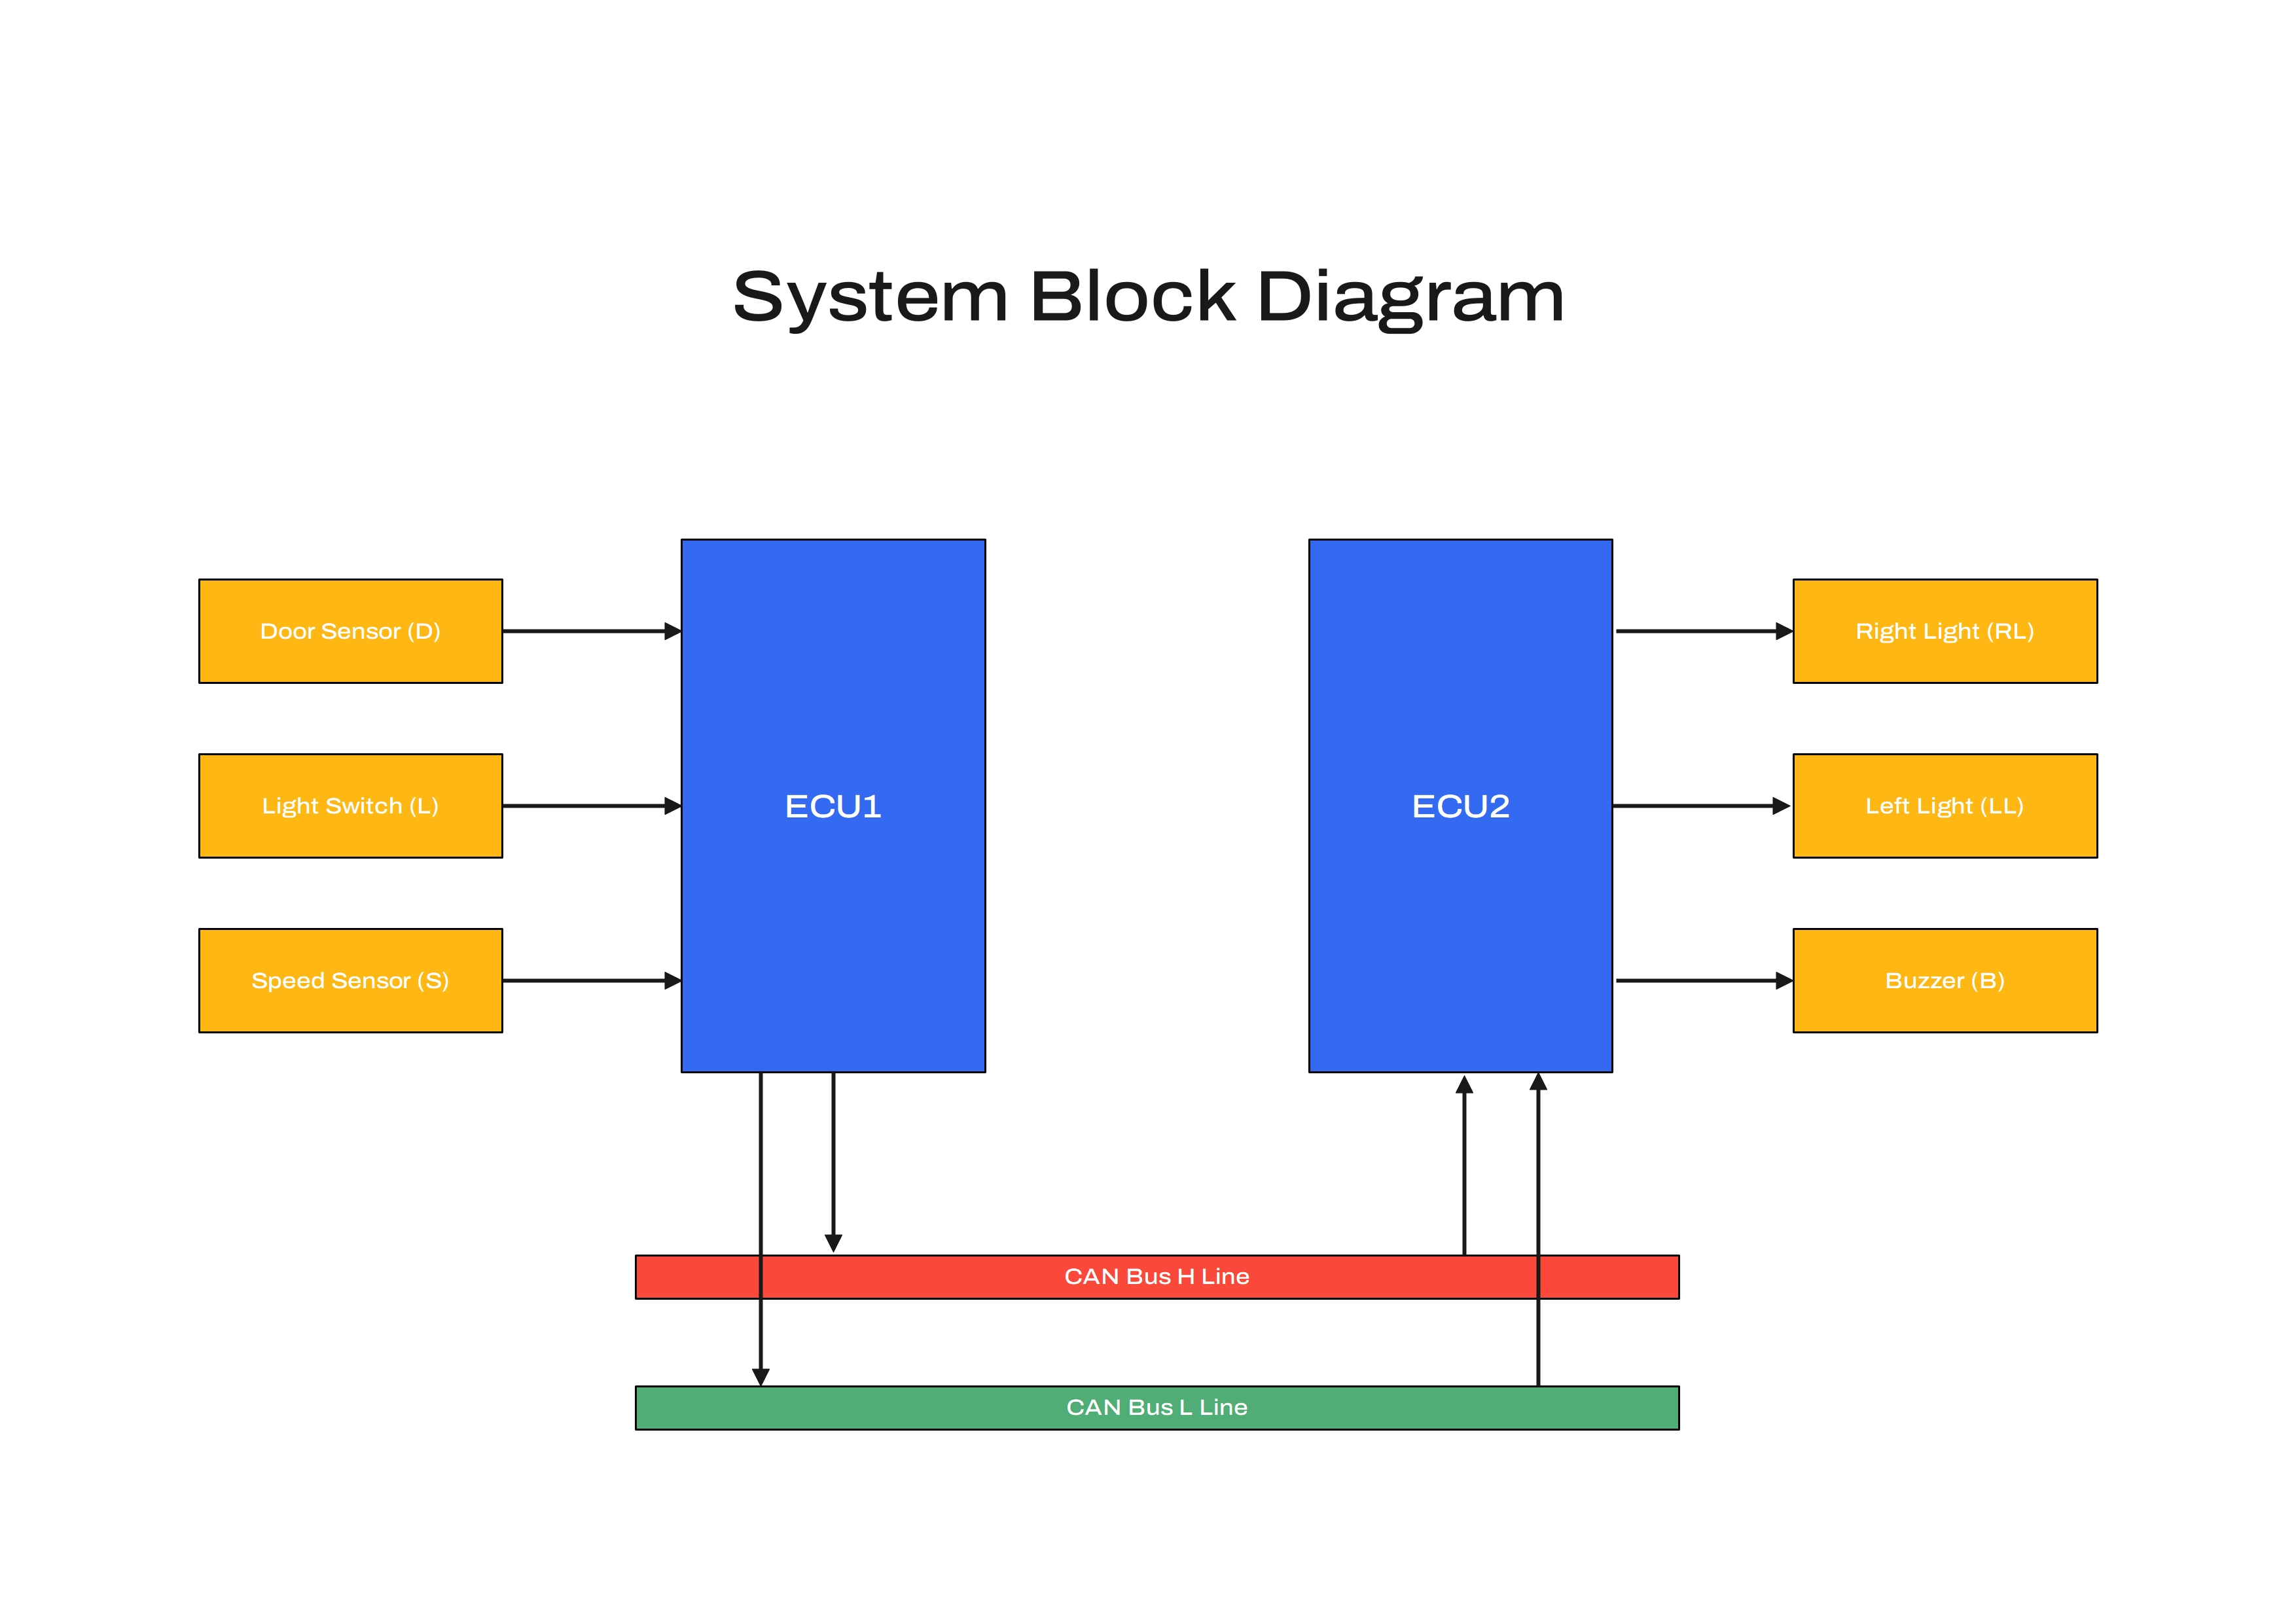 System Block Diagram
Door Sensor (D)
Light Switch (L)
Speed Sensor (S)
ECU1
ECU2
Right Light (RL)
Left Light (LL)
Buzzer (B)
CAN Bus H Line
CAN Bus L Line